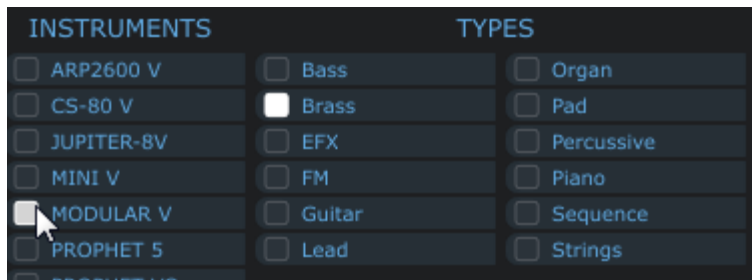 INSTRUMENTS TYPES
ARP2600 V Bass Organ
CS-80 V Brass Pad
JUPITER-8V EFX Percussive
MINI V FM Piano
MODULAR V Guitar Sequence
PROPHET 5 Lead Strings